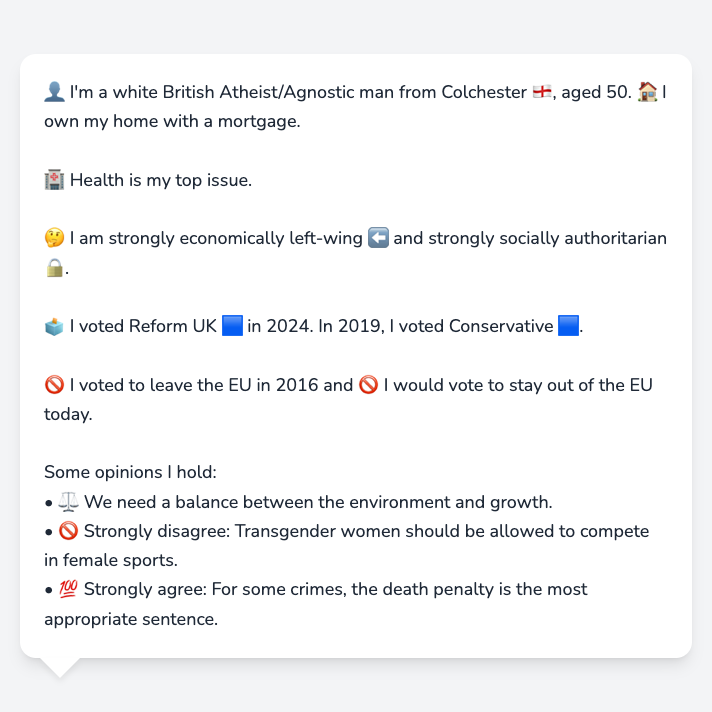 👤 I'm a white British Atheist/Agnostic man from Colchester 🏴󠁧󠁢󠁥󠁮󠁧󠁿, aged 50. 🏠 I
own my home with a mortgage.
🏥 Health is my top issue.
🤔 I am strongly economically left-wing ⬅️ and strongly socially authoritarian
🔒.
🗳️ I voted Reform UK 🟦 in 2024. In 2019, I voted Conservative 🟦.
🚫 I voted to leave the EU in 2016 and 🚫 I would vote to stay out of the EU
today.
Some opinions I hold:
• ⚖️ We need a balance between the environment and growth.
• 🚫 Strongly disagree: Transgender women should be allowed to compete
in female sports.
• 💯 Strongly agree: For some crimes, the death penalty is the most
appropriate sentence.